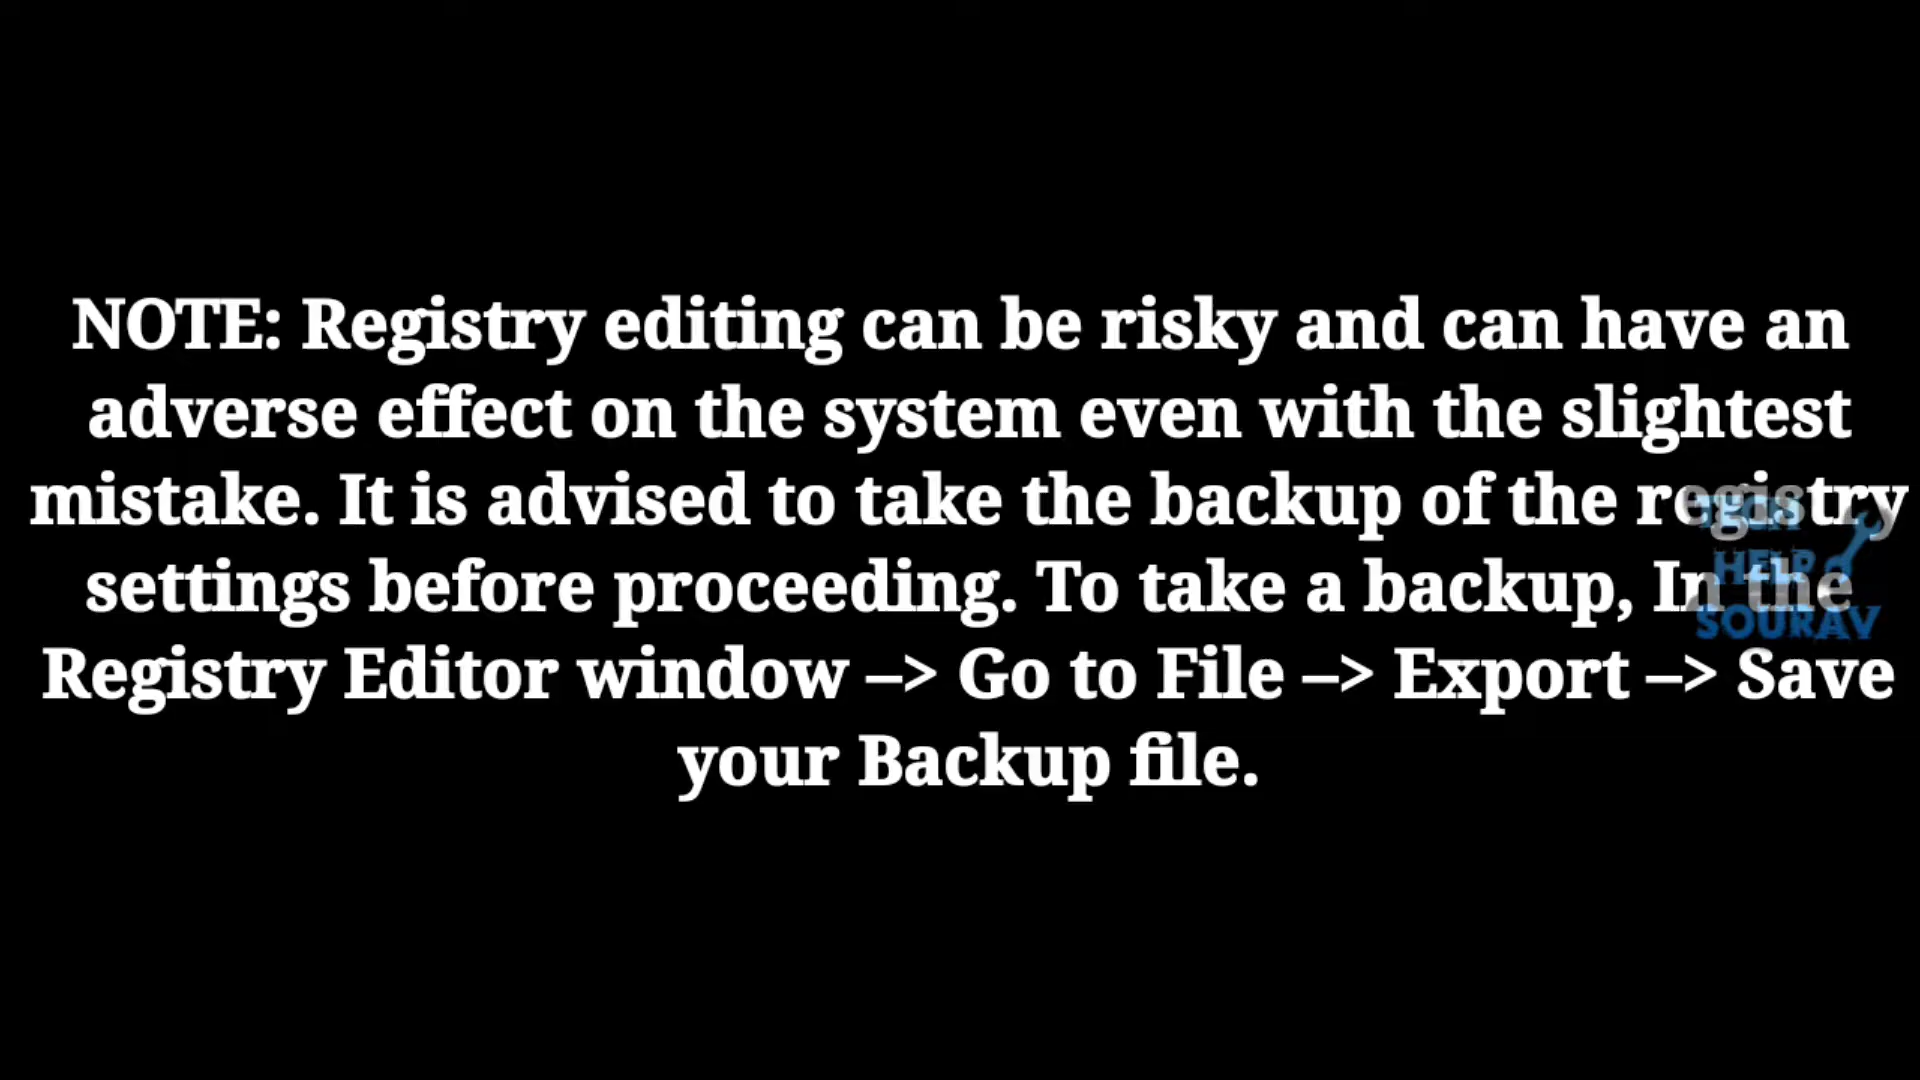 NOTE: Registry editing can be risky and can have an
adverse effect on the system even with the slightest
mistake. It is advised to take the backup of the registry
settings before proceeding. To take a backup, In the
Registry Editor window –> Go to File –> Export –> Save
your Backup file.
HELP
SOURAV